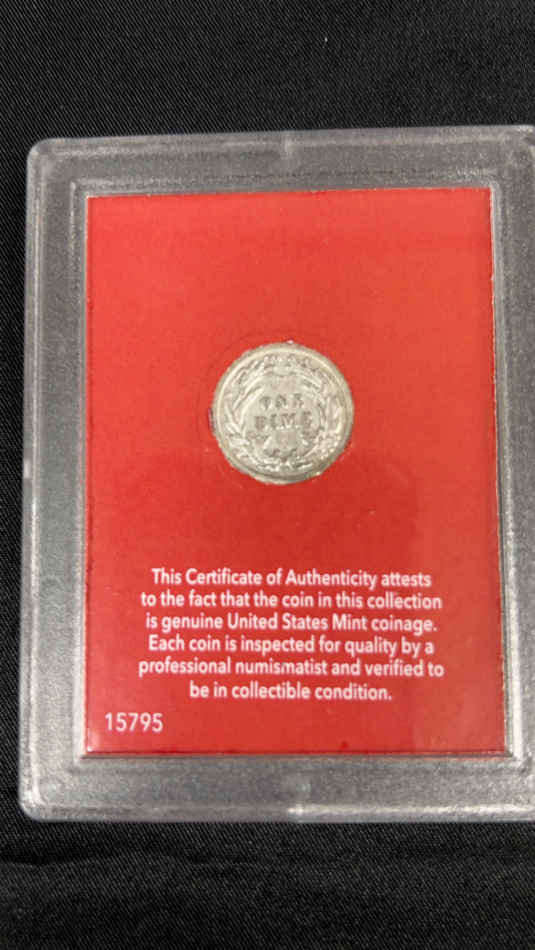 ONE
DIME
This Certificate of Authenticity attests
to the fact that the coin in this collection
is genuine United States Mint coinage.
Each coin is inspected for quality by a
professional numismatist and verified to
be in collectible condition.
15795